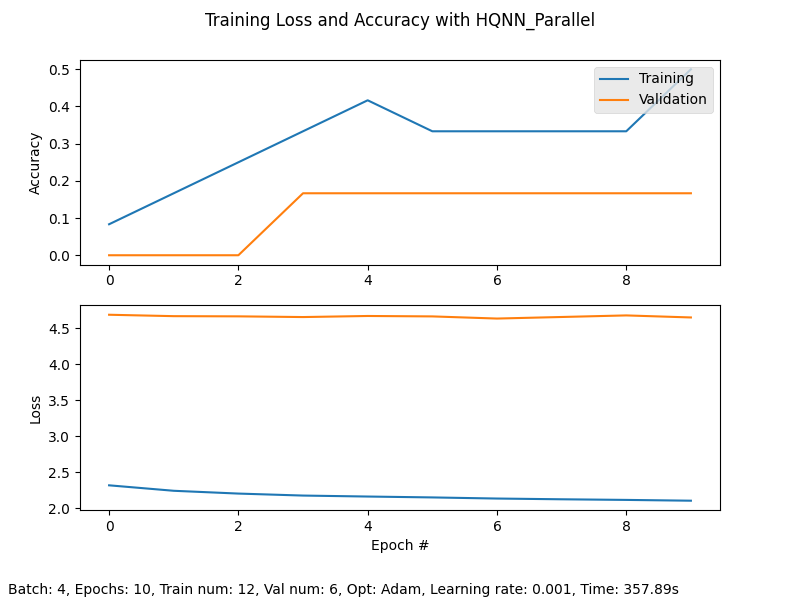 Training Loss and Accuracy with HQNN_Parallel
0.5
0.4
0.3
0.2
0.1
0.0
Accuracy
Training
Validation
0 2 4 6 8
4.5
4.0
3.5
3.0
2.5
2.0
Loss
0 2 4 6 8
Epoch #
Batch: 4, Epochs: 10, Train num: 12, Val num: 6, Opt: Adam, Learning rate: 0.001, Time: 357.89s